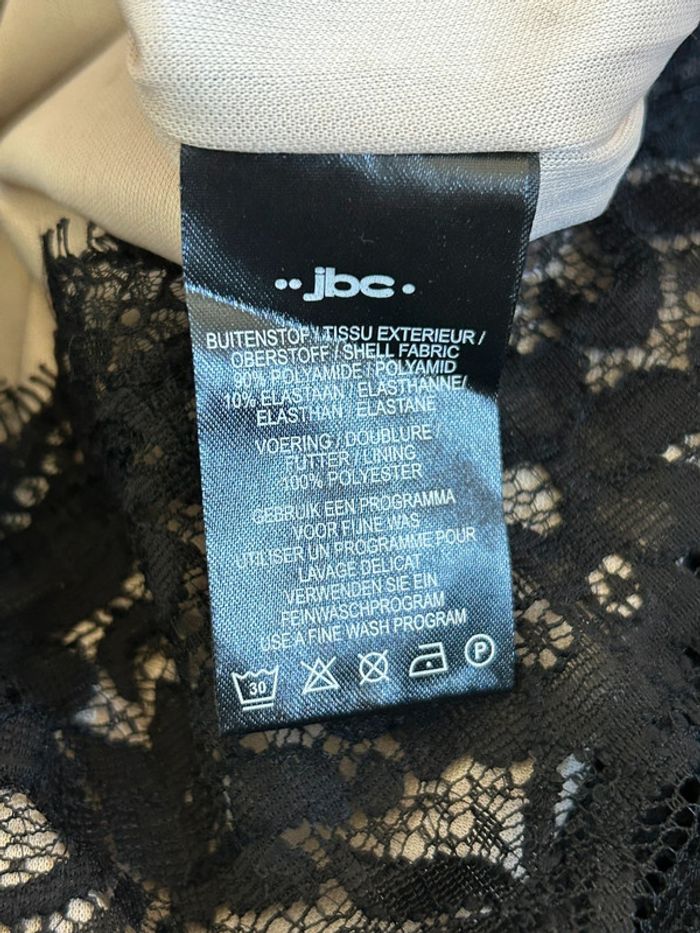 jbc
BUITENSTOF / TISSU EXTERIEUR /
OBERSTOFF / SHELL FABRIC
90% POLYAMIDE / POLYAMID
10% ELASTAAN / ELASTHANNE/
ELASTHAN / ELASTANE
VOERING / DOUBLURE /
FUTTER / LINING
100% POLYESTER
GEBRUIK EEN PROGRAMMA
VOOR FIJNE WAS
UTILISER UN PROGRAMME POUR
LAVAGE DELICAT
VERWENDEN SIE EIN
FEINWASCHPROGRAM
USE A FINE WASH PROGRAM
30 P